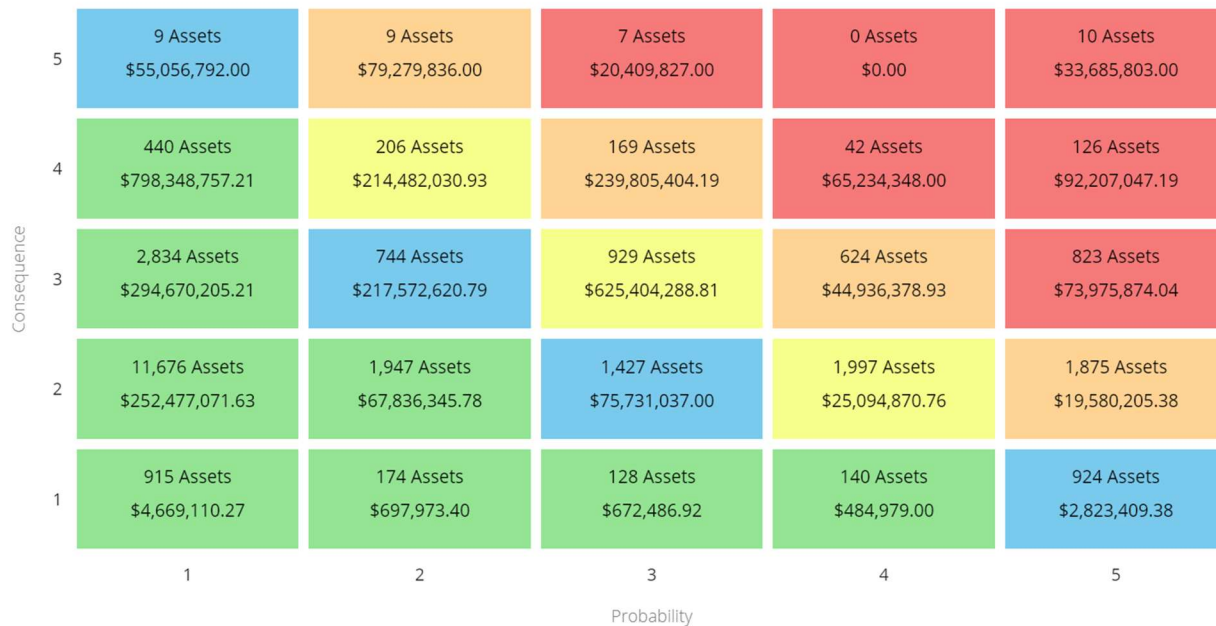 9 Assets
$55,056,792.00
9 Assets
$79,279,836.00
7 Assets
$20,409,827.00
0 Assets
$0.00
10 Assets
$33,685,803.00
5
440 Assets
$798,348,757.21
206 Assets
$214,482,030.93
169 Assets
$239,805,404.19
42 Assets
$65,234,348.00
126 Assets
$92,207,047.19
4
2,834 Assets
$294,670,205.21
744 Assets
$217,572,620.79
929 Assets
$625,404,288.81
624 Assets
$44,936,378.93
823 Assets
$73,975,874.04
3
Consequence
11,676 Assets
$252,477,071.63
1,947 Assets
$67,836,345.78
1,427 Assets
$75,731,037.00
1,997 Assets
$25,094,870.76
1,875 Assets
$19,580,205.38
2
915 Assets
$4,669,110.27
174 Assets
$697,973.40
128 Assets
$672,486.92
140 Assets
$484,979.00
924 Assets
$2,823,409.38
1
1
2
3
4
5
Probability